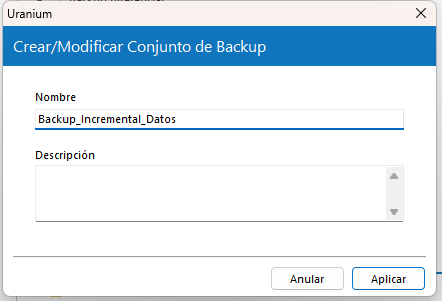 Uranium
Crear/Modificar Conjunto de Backup
Nombre
Backup_Incremental_Datos
Descripción
Anular
Aplicar